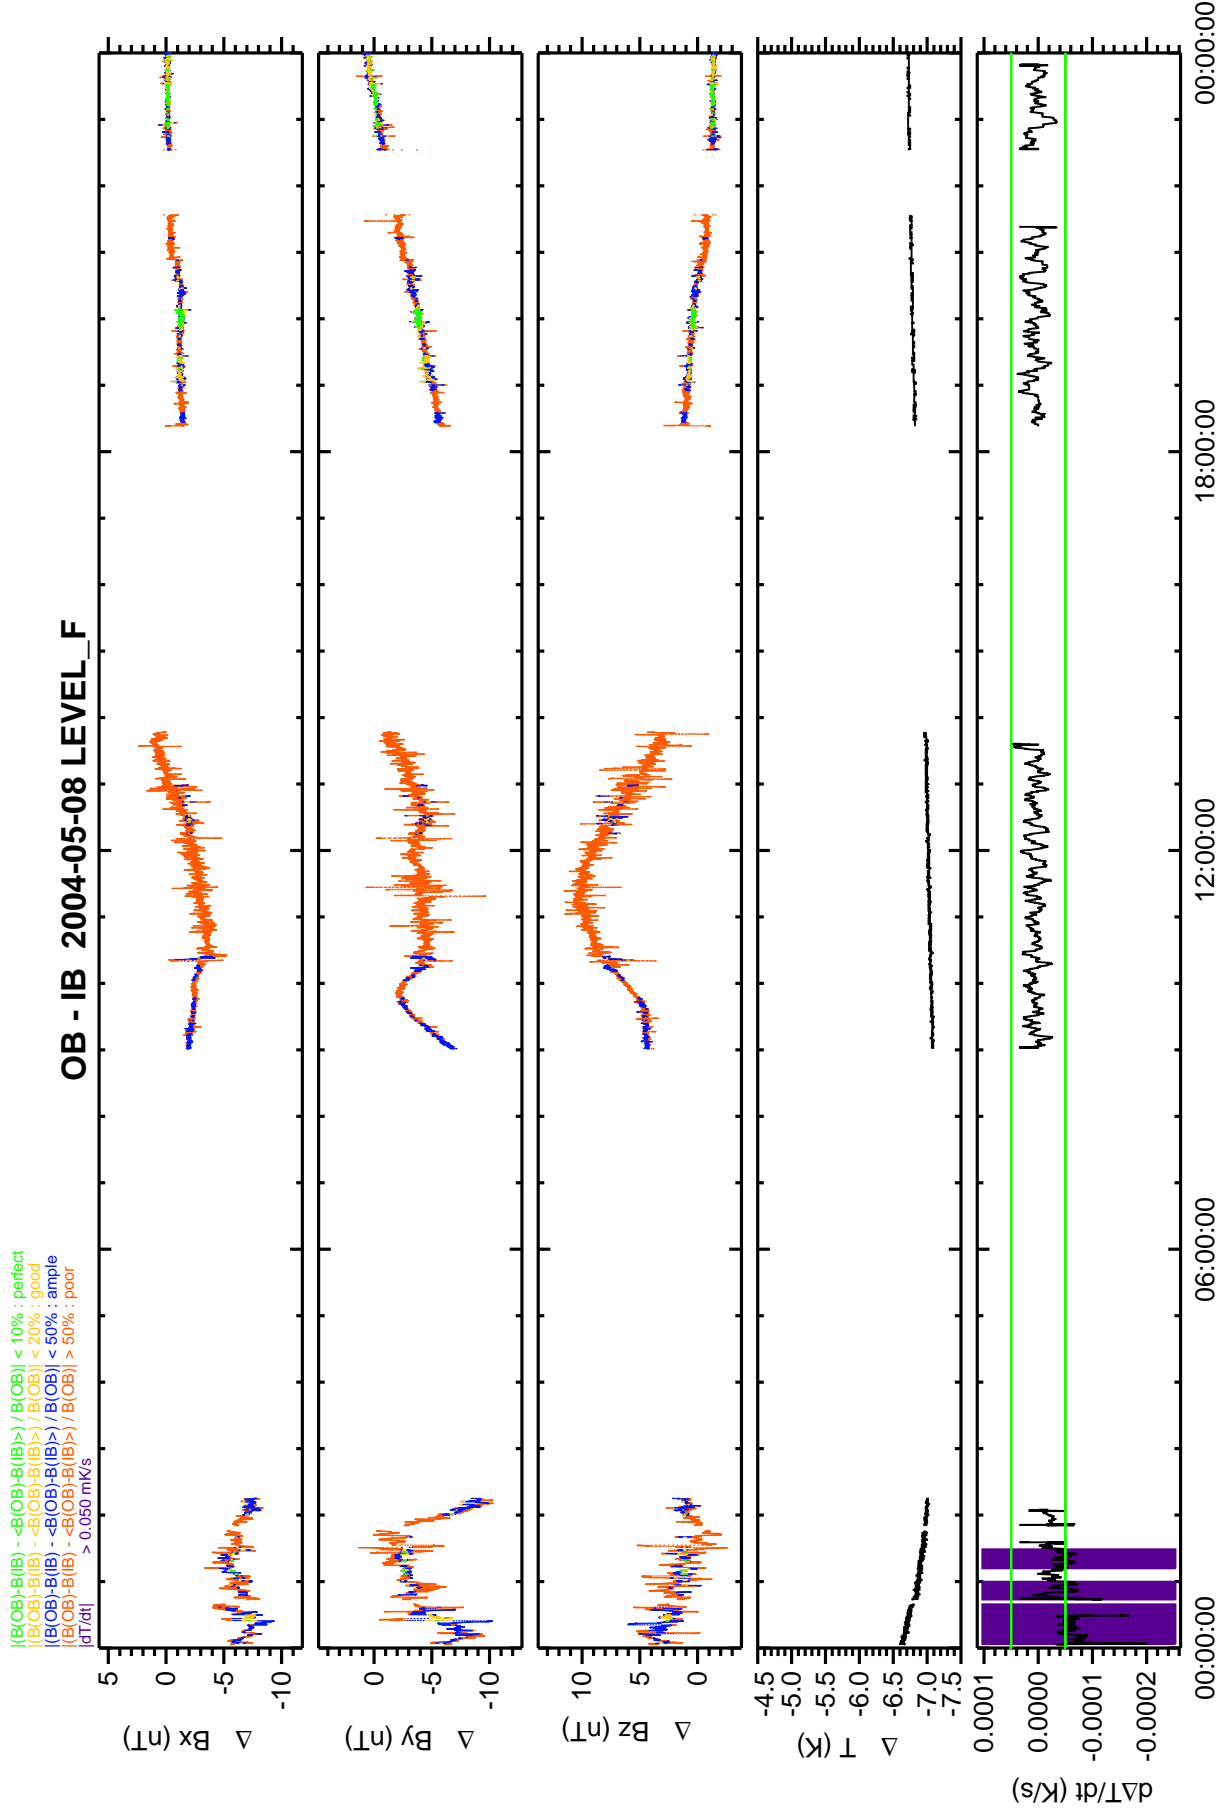 |(B(OB)-B(IB) - <B(OB)-B(IB)>) / B(OB)| < 10% : perfect
|(B(OB)-B(IB) - <B(OB)-B(IB)>) / B(OB)| < 20% : good
|(B(OB)-B(IB) - <B(OB)-B(IB)>) / B(OB)| < 50% : ample
|(B(OB)-B(IB) - <B(OB)-B(IB)>) / B(OB)| > 50% : poor
|dT/dt| > 0.050 mK/s
OB - IB 2004-05-08 LEVEL_F
Δ Bx (nT)
5
0
-5
-10
Δ By (nT)
0
-5
-10
Δ Bz (nT)
10
5
0
Δ T (K)
-4.5
-5.0
-5.5
-6.0
-6.5
-7.0
-7.5
dΔT/dt (K/s)
0.0001
0.0000
-0.0001
-0.0002
00:00:00
06:00:00
12:00:00
18:00:00
00:00:00